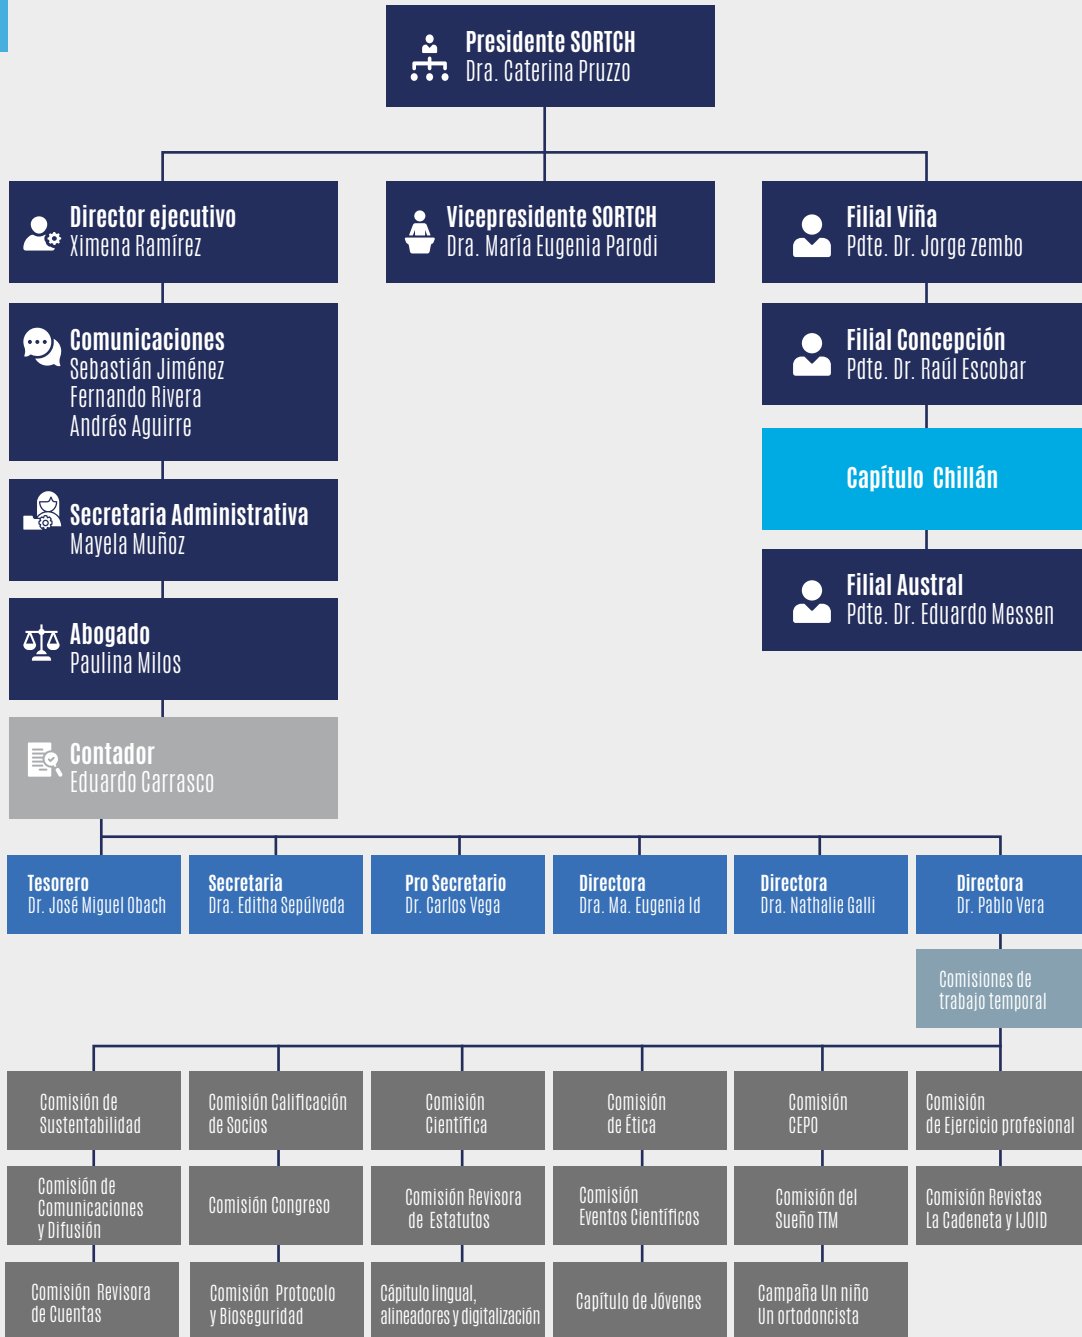 Presidente SORTCH
Dra. Caterina Pruzzo
Director ejecutivo
Ximena Ramírez
Vicepresidente SORTCH
Dra. María Eugenia Parodi
Filial Viña
Pdte. Dr. Jorge zembo
Comunicaciones
Sebastián Jiménez
Fernando Rivera
Andrés Aguirre
Filial Concepción
Pdte. Dr. Raúl Escobar
Capítulo Chillán
Secretaria Administrativa
Mayela Muñoz
Filial Austral
Pdte. Dr. Eduardo Messen
Abogado
Paulina Milos
Contador
Eduardo Carrasco
Tesorero
Dr. José Miguel Obach
Secretaria
Dra. Editha Sepúlveda
Pro Secretario
Dr. Carlos Vega
Directora
Dra. Ma. Eugenia Id
Directora
Dra. Nathalie Galli
Directora
Dr. Pablo Vera
Comisiones de
trabajo temporal
Comisión de
Sustentabilidad
Comisión Calificación
de Socios
Comisión
Científica
Comisión
de Ética
Comisión
CEPO
Comisión
de Ejercicio profesional
Comisión de
Comunicaciones
y Difusión
Comisión Congreso
Comisión Revisora
de Estatutos
Comisión
Eventos Científicos
Comisión del
Sueño TTM
Comisión Revistas
La Cadeneta y IJOID
Comisión Revisora
de Cuentas
Comisión Protocolo
y Bioseguridad
Cápitulo lingual,
alineadores y digitalización
Capítulo de Jóvenes
Campaña Un niño
Un ortodoncista